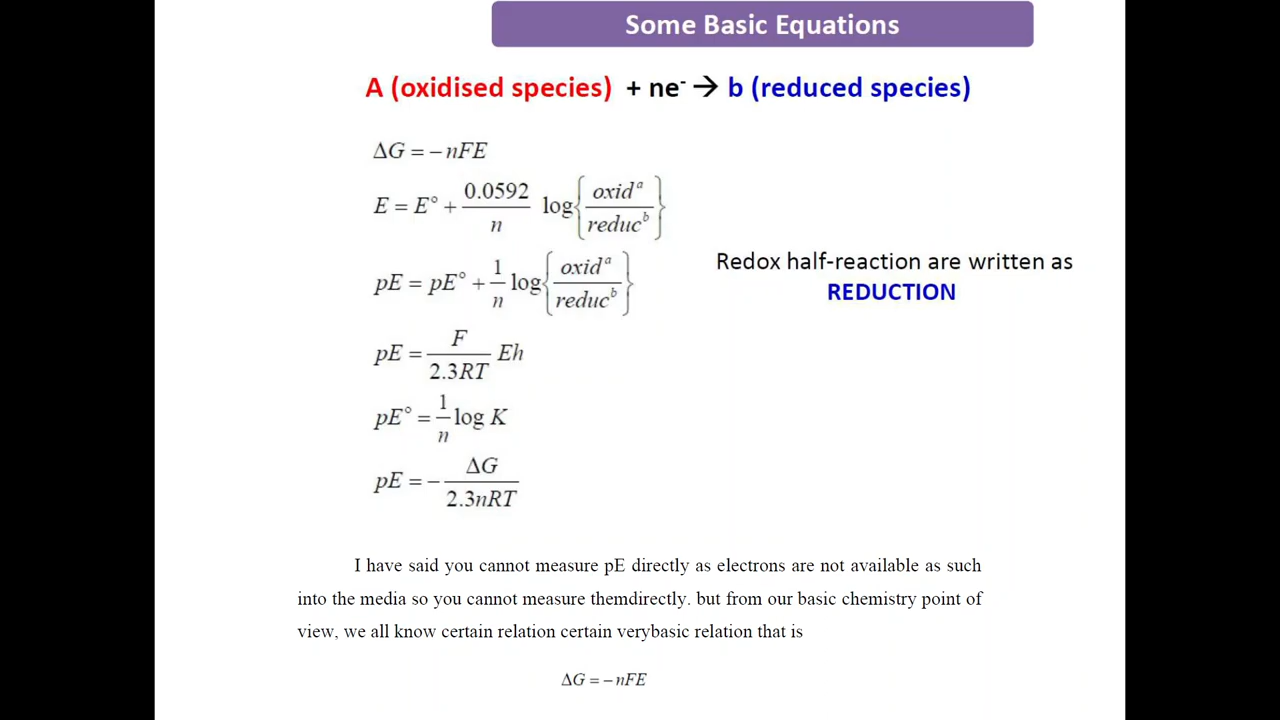 Some Basic Equations
A (oxidised species) + ne⁻ → b (reduced species)
ΔG = −nFE
E = E° + 0.0592/n log{oxidᵃ/reducᵇ}
pE = pE° + 1/n log{oxidᵃ/reducᵇ}
Redox half-reaction are written as
REDUCTION
pE = F/2.3RT Eh
pE° = 1/n log K
pE = − ΔG/2.3nRT
I have said you cannot measure pE directly as electrons are not available as such
into the media so you cannot measure themdirectly. but from our basic chemistry point of
view, we all know certain relation certain verybasic relation that is
ΔG = −nFE